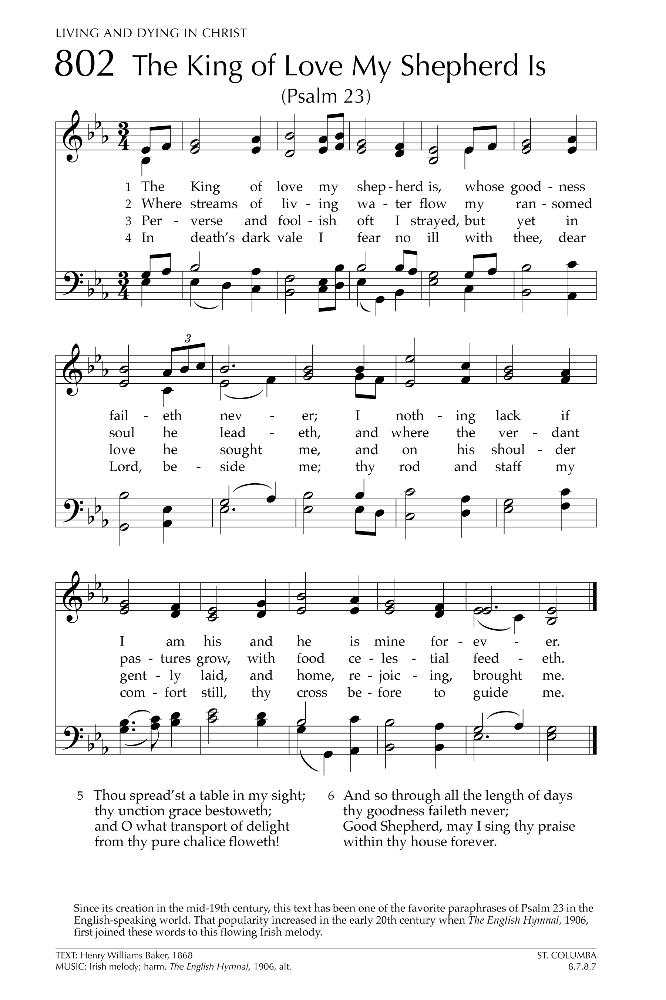 LIVING AND DYING IN CHRIST
802 The King of Love My Shepherd Is
(Psalm 23)
3 4
1 The King of love my shep - herd is, whose good - ness
2 Where streams of liv - ing wa - ter flow my ran - somed
3 Per - verse and fool - ish oft I strayed, but yet in
4 In death's dark vale I fear no ill with thee, dear
3 4
3
fail - eth nev - er; I noth - ing lack if
soul he lead - eth, and where the ver - dant
love he sought me, and on his shoul - der
Lord, be - side me; thy rod and staff my
I am his and he is mine for - ev - er.
pas - tures grow, with food ce - les - tial feed - eth.
gent - ly laid, and home, re - joic - ing, brought me.
com - fort still, thy cross be - fore to guide me.
5 Thou spread'st a table in my sight;
thy unction grace bestoweth;
and O what transport of delight
from thy pure chalice floweth!
6 And so through all the length of days
thy goodness faileth never;
Good Shepherd, may I sing thy praise
within thy house forever.
Since its creation in the mid-19th century, this text has been one of the favorite paraphrases of Psalm 23 in the
English-speaking world. That popularity increased in the early 20th century when The English Hymnal, 1906,
first joined these words to this flowing Irish melody.
TEXT: Henry Williams Baker, 1868
MUSIC: Irish melody; harm. The English Hymnal, 1906, alt.
ST. COLUMBA
8.7.8.7